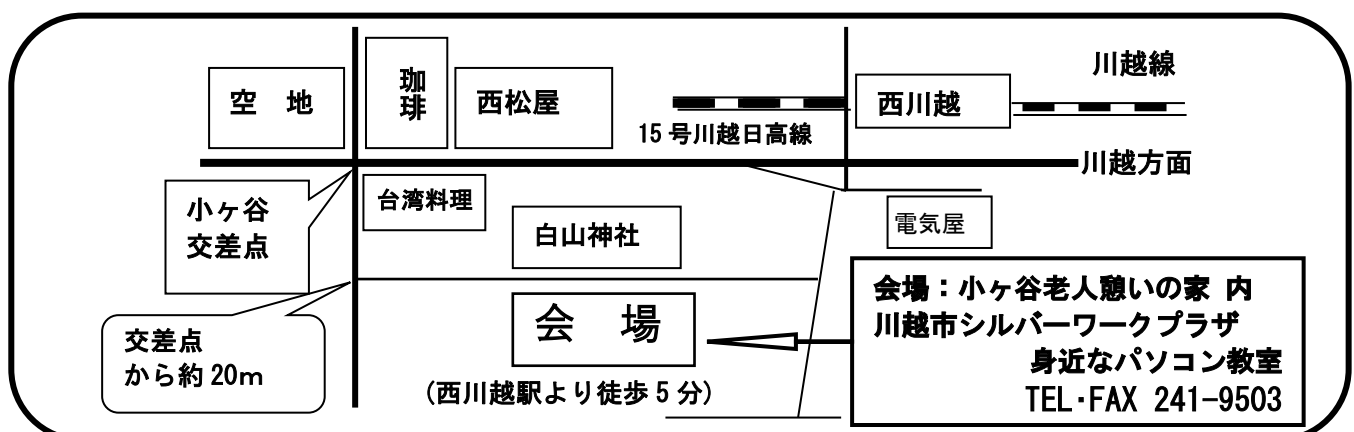 空　地
珈琲
西松屋
15号川越日高線
西川越
川越線
川越方面
小ヶ谷
交差点
台湾料理
白山神社
電気屋
交差点
から約20m
会　場
(西川越駅より徒歩5分)
会場：小ヶ谷老人憩いの家 内
川越市シルバーワークプラザ
身近なパソコン教室
TEL・FAX 241-9503